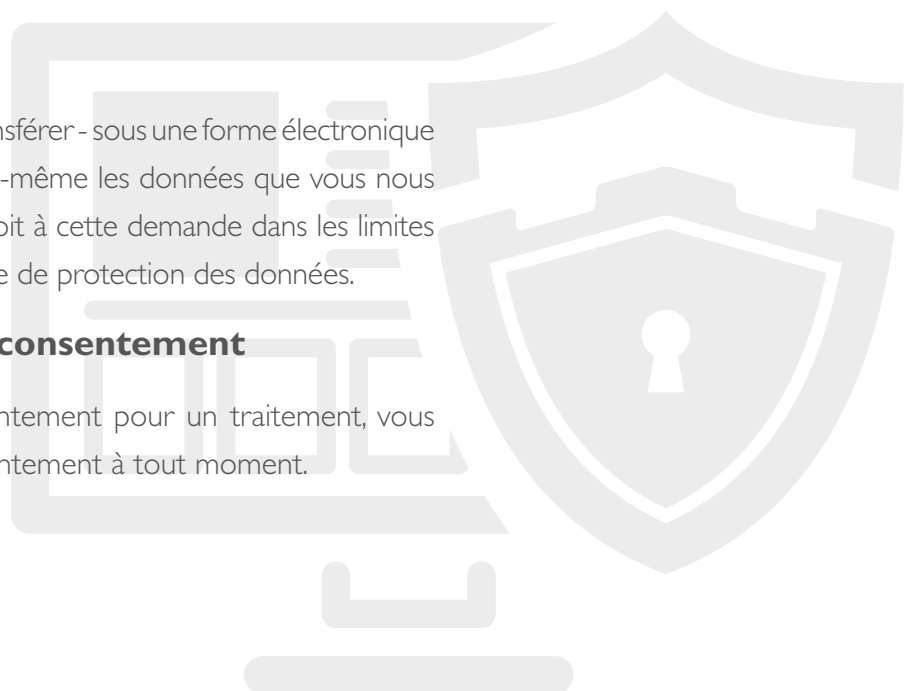 nsférer - sous une forme électronique
-même les données que vous nous
oit à cette demande dans les limites
e de protection des données.
consentement
ntement pour un traitement, vous
ntement à tout moment.